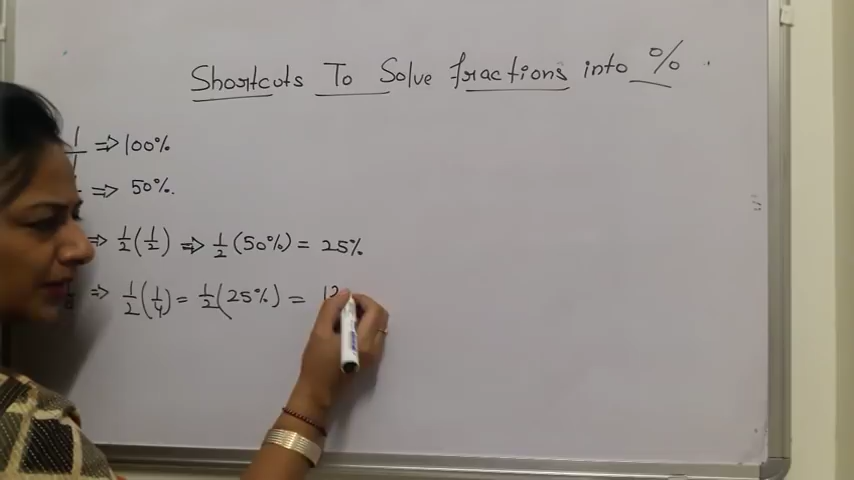 Shortcuts To Solve fractions into %
1 ⇒ 100%
⇒ 50%.
⇒ 1/2 (1/2) ⇒ 1/2 (50%) = 25%
⇒ 1/2 (1/4) = 1/2 (25%) = 12